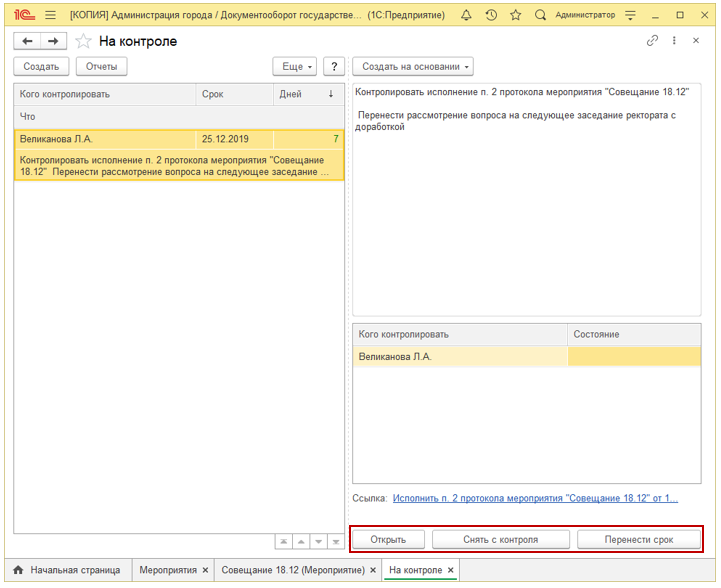 1С [КОПИЯ] Администрация города / Документооборот государстве... (1С:Предприятие) Администратор
На контроле
Создать Отчеты Еще ? Создать на основании
Кого контролировать Срок Дней ↓
Что
Великанова Л.А. 25.12.2019 7
Контролировать исполнение п. 2 протокола мероприятия "Совещание
18.12" Перенести рассмотрение вопроса на следующее заседание ...
Контролировать исполнение п. 2 протокола мероприятия "Совещание 18.12"
Перенести рассмотрение вопроса на следующее заседание ректората с
доработкой
Кого контролировать Состояние
Великанова Л.А.
Ссылка: Исполнить п. 2 протокола мероприятия "Совещание 18.12" от 1...
Открыть Снять с контроля Перенести срок
Начальная страница Мероприятия × Совещание 18.12 (Мероприятие) × На контроле ×